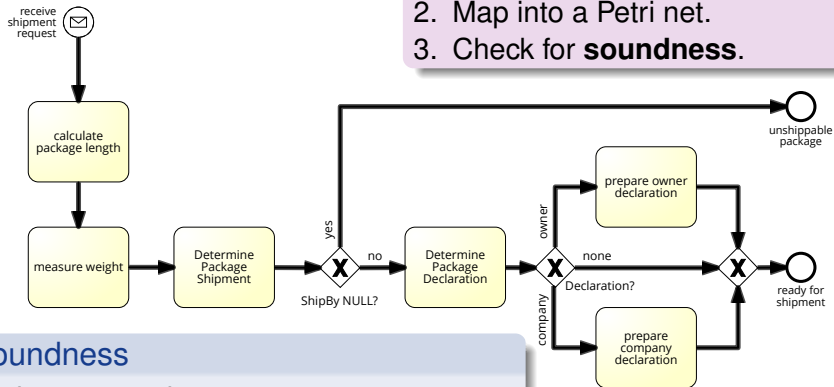 receive
shipment
request
2. Map into a Petri net.
3. Check for soundness.
calculate
package length
unshippable
package
prepare owner
declaration
measure weight
Determine
Package
Shipment
yes
no
ShipBy NULL?
Determine
Package
Declaration
owner
none
Declaration?
company
ready for
shipment
prepare
company
declaration
oundness